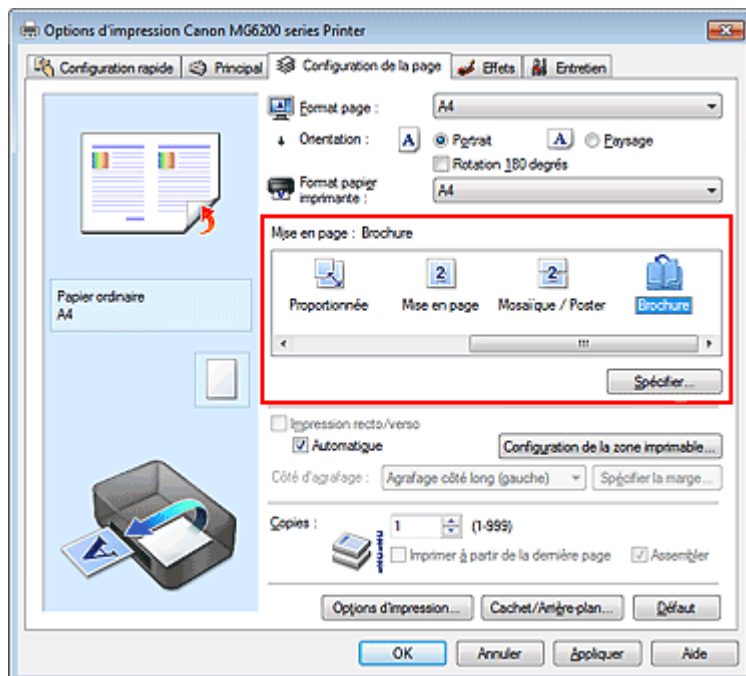 Options d'impression Canon MG6200 series Printer
Configuration rapide Principal Configuration de la page Effets Entretien
Format page : A4
Orientation : A Portrait A Paysage
Rotation 180 degrés
Format papier
imprimante : A4
Mise en page : Brochure
2 2
Proportionnée Mise en page Mosaïque / Poster Brochure
Papier ordinaire
A4
Spécifier...
Impression recto/verso
Automatique Configuration de la zone imprimable...
Côté d'agrafage : Agrafage côté long (gauche) Spécifier la marge...
Copies : 1 (1-999)
Imprimer à partir de la dernière page Assembler
A
Options d'impression... Cachet/Arrière-plan... Défaut
OK Annuler Appliquer Aide